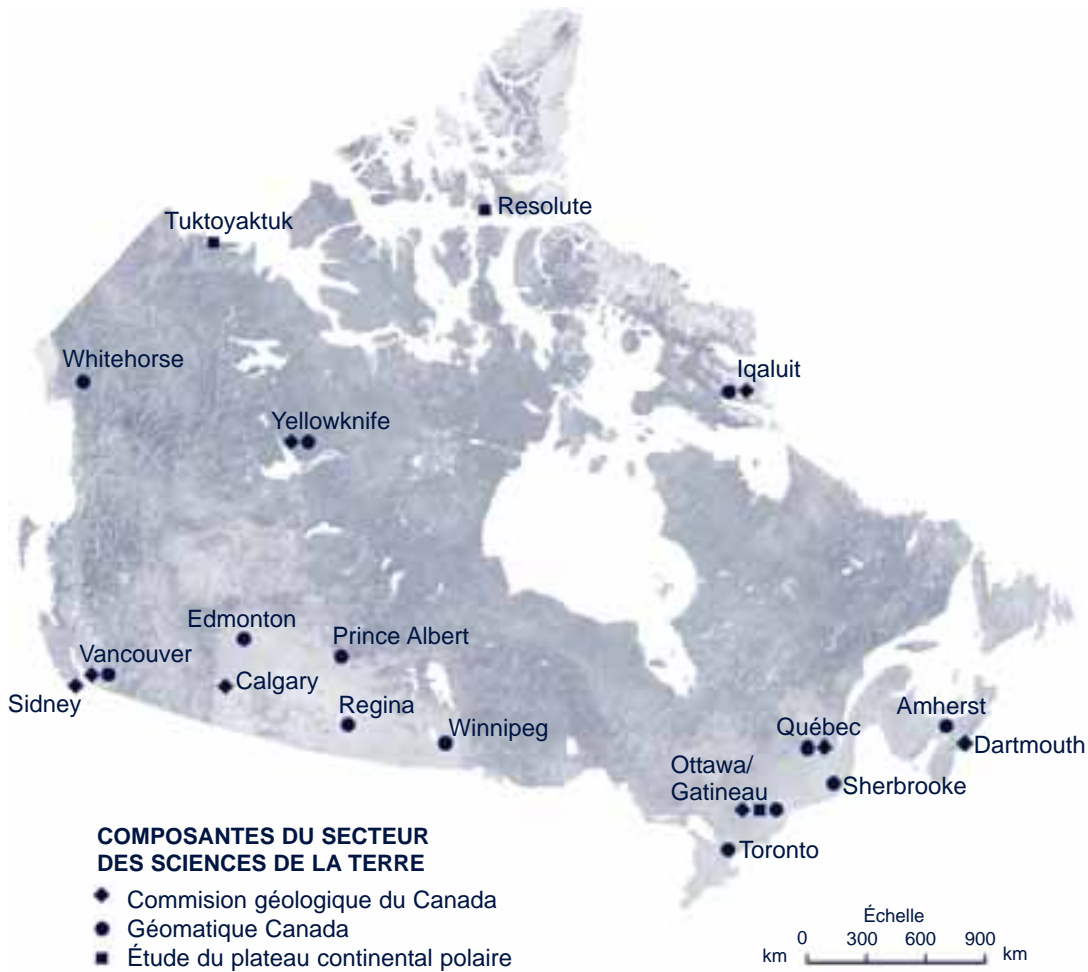 Resolute
Tuktoyaktuk
Whitehorse
Iqaluit
Yellowknife
Edmonton
Prince Albert
Vancouver
Calgary
Sidney
Regina
Winnipeg
Amherst
Québec
Dartmouth
Ottawa/
Gatineau
Sherbrooke
Toronto
COMPOSANTES DU SECTEUR
DES SCIENCES DE LA TERRE
Commision géologique du Canada
Géomatique Canada
Étude du plateau continental polaire
Échelle
km 0 300 600 900 km